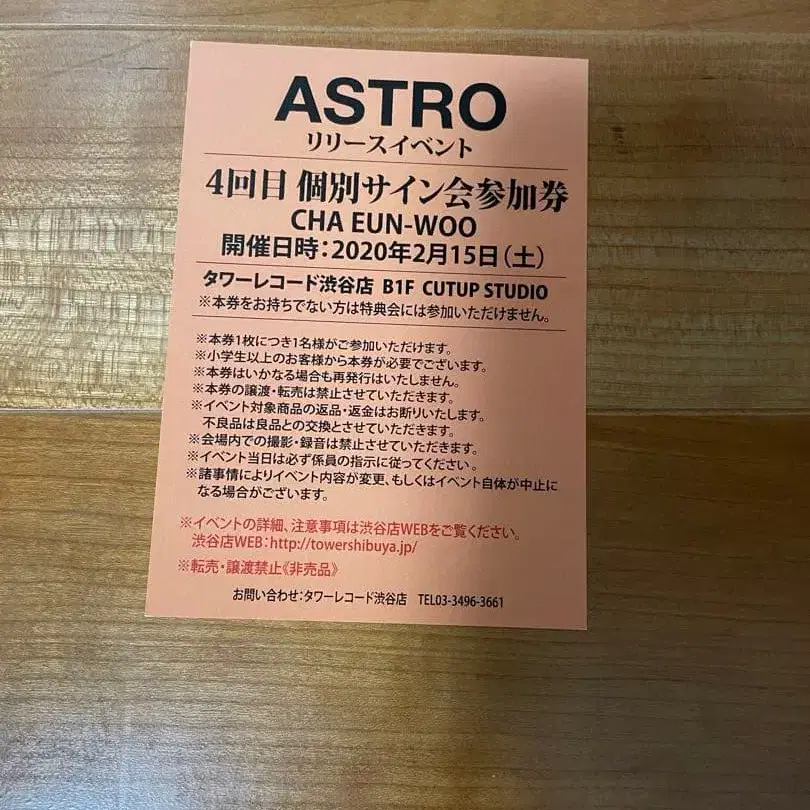 ASTRO
リリースイベント
4回目 個別サイン会参加券
CHA EUN-WOO
開催日時：2020年2月15日（土）
タワーレコード渋谷店 B1F CUTUP STUDIO
※本券をお持ちでない方は特典会には参加いただけません。
※本券1枚につき1名様がご参加いただけます。
※小学生以上のお客様から本券が必要でございます。
※本券はいかなる場合も再発行はいたしません。
※本券の譲渡・転売は禁止させていただきます。
※イベント対象商品の返品・返金はお断りいたします。
不良品は良品との交換とさせていただきます。
※会場内での撮影・録音は禁止させていただきます。
※イベント当日は必ず係員の指示に従ってください。
※諸事情によりイベント内容が変更、もしくはイベント自体が中止に
なる場合がございます。
※イベントの詳細、注意事項は渋谷店WEBをご覧ください。
渋谷店WEB：http://towershibuya.jp/
※転売・譲渡禁止《非売品》
お問い合わせ：タワーレコード渋谷店 TEL03-3496-3661